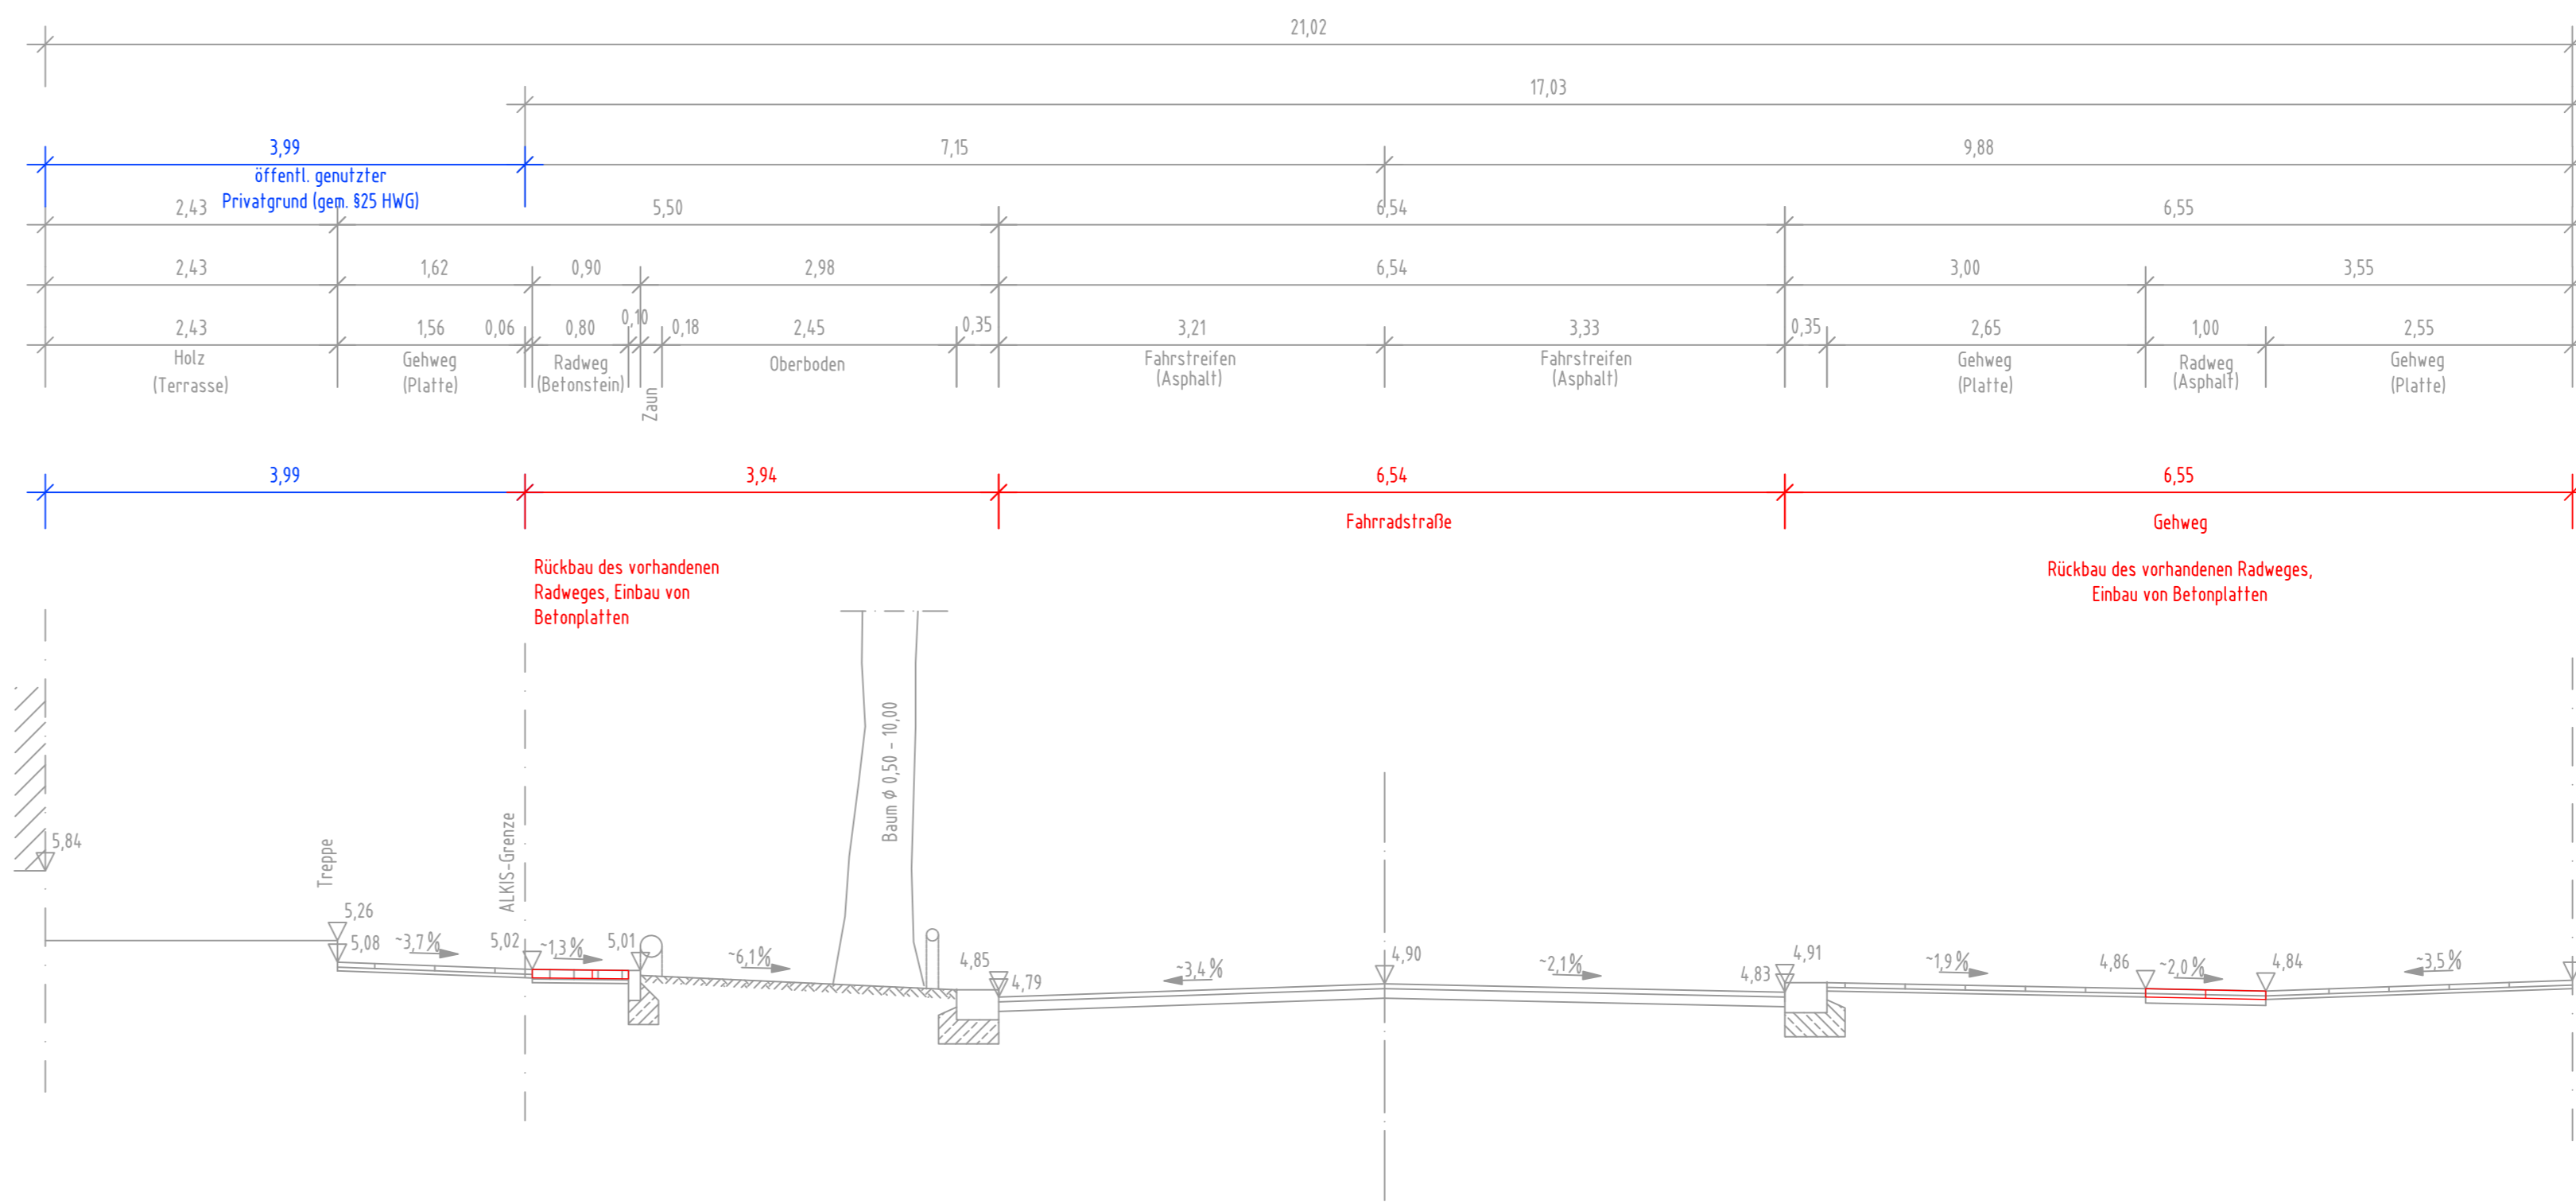 21,02
17,03
3,99
7,15
9,88
öffentl. genutzter
Privatgrund (gem. §25 HWG)
2,43
5,50
6,54
6,55
2,43
1,62
0,90
2,98
6,54
3,00
3,55
2,43
1,56
0,06
0,80
0,10
0,18
2,45
0,35
3,21
3,33
0,35
2,65
1,00
2,55
Holz
(Terrasse)
Gehweg
(Platte)
Radweg
(Betonstein)
Zaun
Oberboden
Fahrstreifen
(Asphalt)
Fahrstreifen
(Asphalt)
Gehweg
(Platte)
Radweg
(Asphalt)
Gehweg
(Platte)
3,99
3,94
6,54
6,55
Fahrradstraße
Gehweg
Rückbau des vorhandenen
Radweges, Einbau von
Betonplatten
Rückbau des vorhandenen Radweges,
Einbau von Betonplatten
5,84
Treppe
ALKIS-Grenze
Baum ϕ 0,50 - 10,00
5,26
5,08
~3,7%
5,02
~1,3%
5,01
~6,1%
4,85
4,79
~3,4%
4,90
~2,1%
4,83
4,91
~1,9%
4,86
~2,0%
4,84
~3,5%